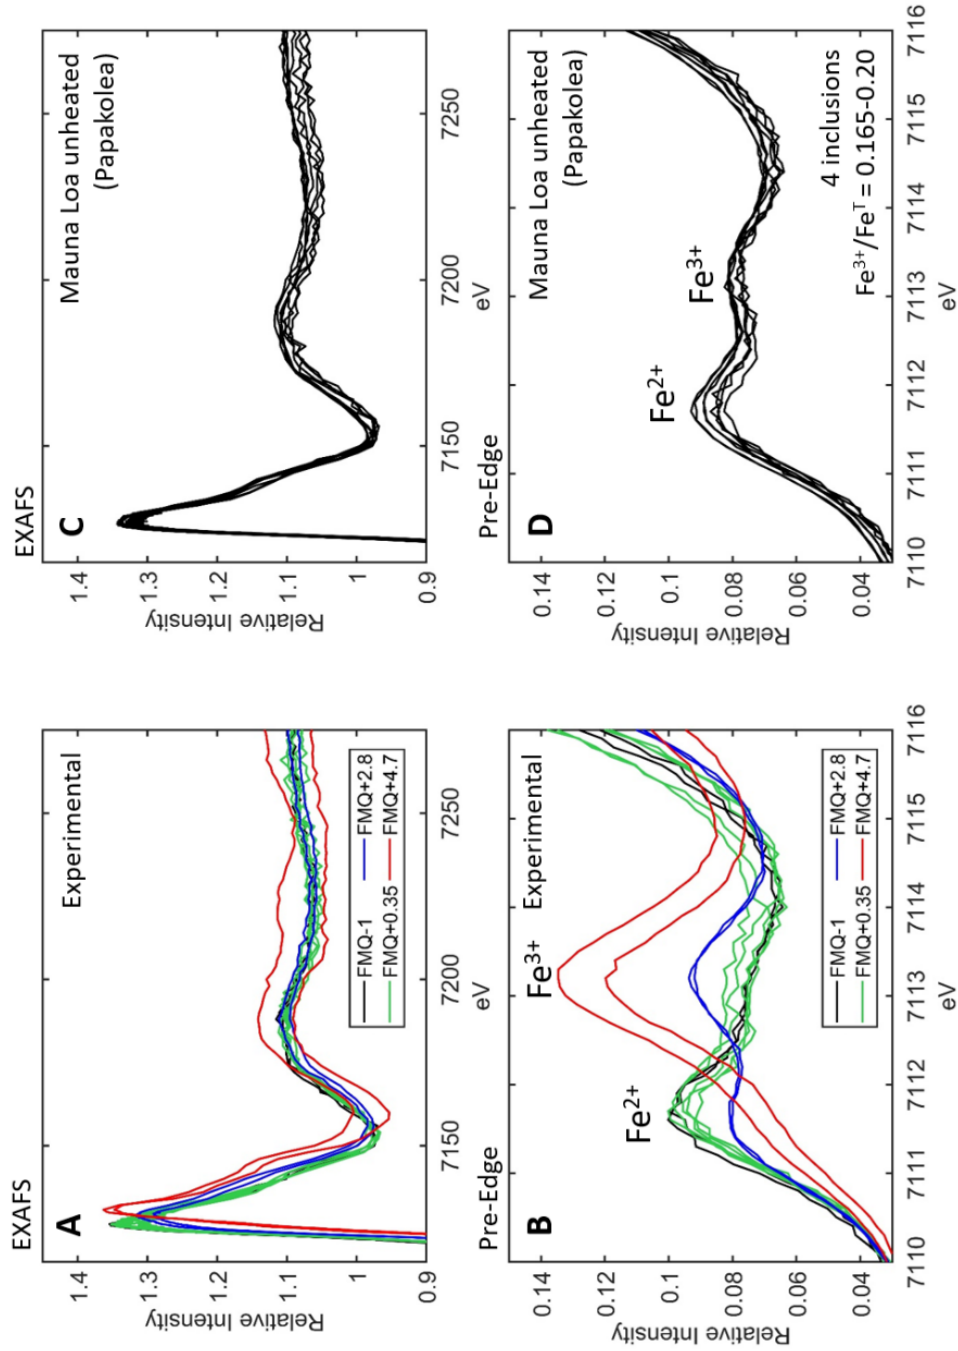 EXAFS
A
Experimental
1.4
1.3
1.2
1.1
1
0.9
Relative Intensity
7150
7200
7250
eV
FMQ-1
FMQ+2.8
FMQ+0.35
FMQ+4.7
EXAFS
C
Mauna Loa unheated
(Papakolea)
1.4
1.3
1.2
1.1
1
0.9
Relative Intensity
7150
7200
7250
eV
Pre-Edge
B
Fe3+
Experimental
Fe2+
0.14
0.12
0.1
0.08
0.06
0.04
Relative Intensity
7110
7111
7112
7113
7114
7115
7116
eV
FMQ-1
FMQ+2.8
FMQ+0.35
FMQ+4.7
Pre-Edge
D
Mauna Loa unheated
(Papakolea)
Fe2+
Fe3+
4 inclusions
Fe3+/FeT = 0.165-0.20
0.14
0.12
0.1
0.08
0.06
0.04
Relative Intensity
7110
7111
7112
7113
7114
7115
7116
eV